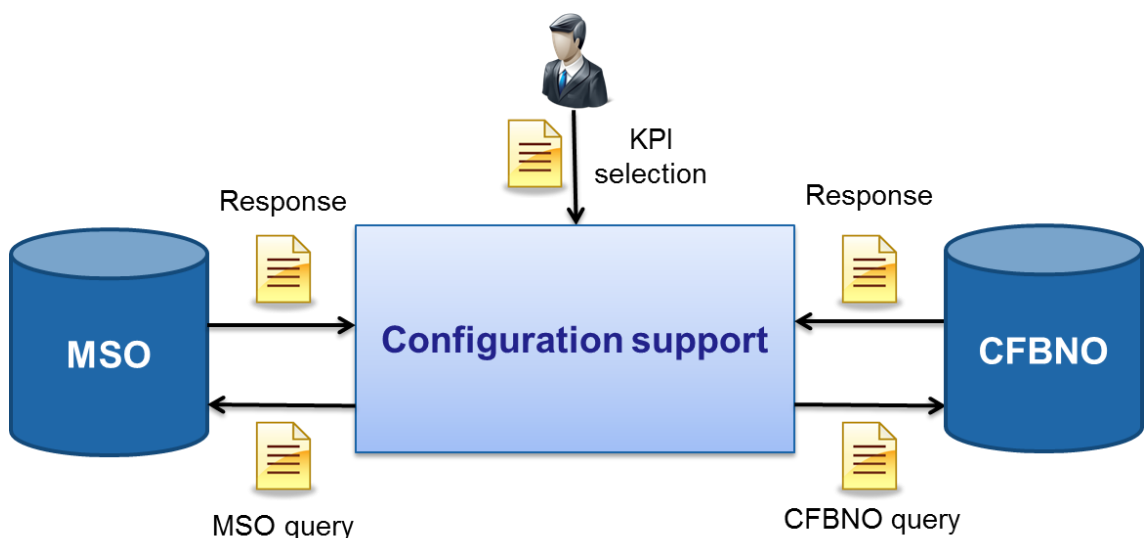 KPI
selection
Response
Response
MSO
Configuration support
CFBNO
MSO query
CFBNO query